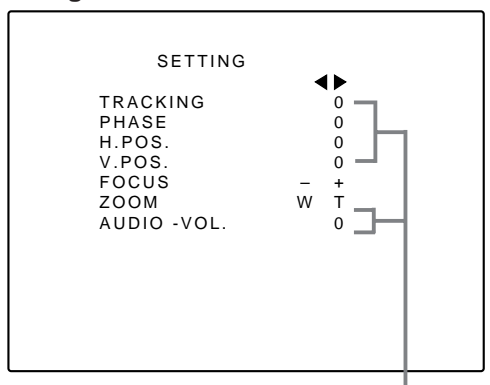 SETTING
◀ ▶
TRACKING 0
PHASE 0
H.POS. 0
V.POS. 0
FOCUS – +
ZOOM W T
AUDIO -VOL. 0